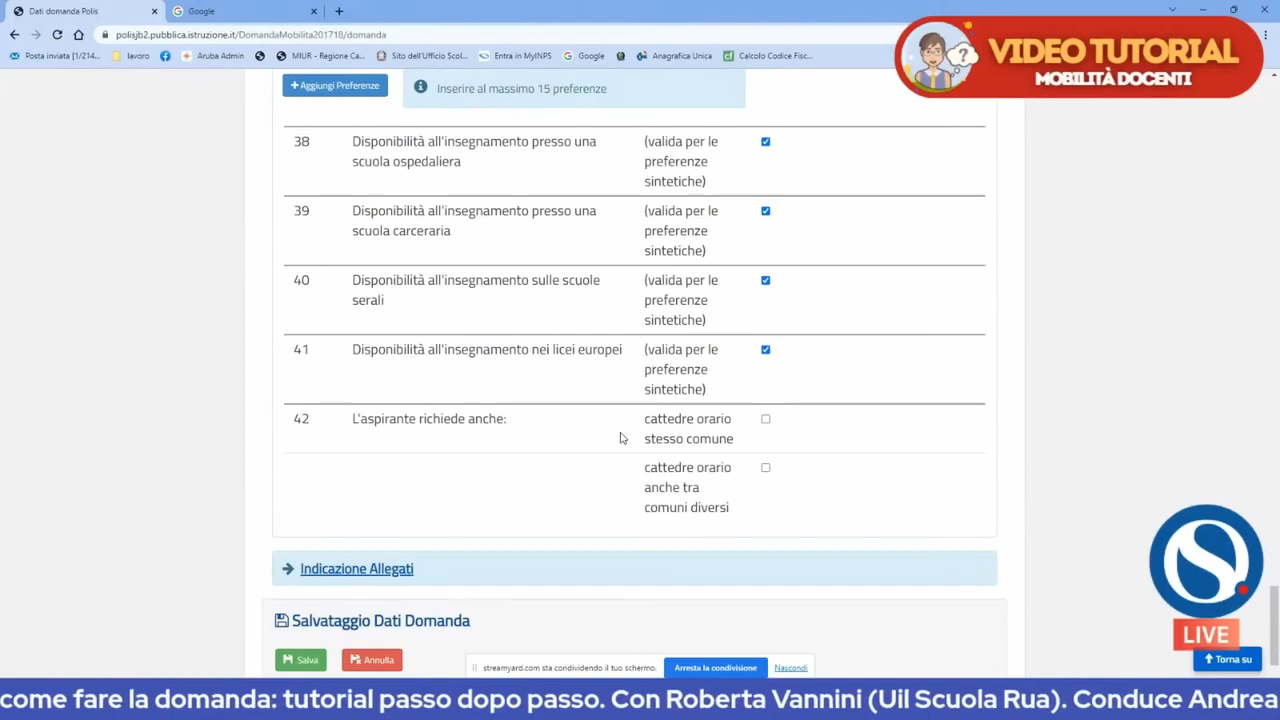 Dati domanda Polis
Google
polisjb2.pubblica.istruzione.it/DomandaMobilita201718/domanda
Posta inviata [1/214...
lavoro
Aruba Admin
MIUR - Regione Ca...
Sito dell'Ufficio Scol...
Entra in MyINPS
Google
Anagrafica Unica
Calcolo Codice Fisc...
VIDEO TUTORIAL
MOBILITÀ DOCENTI
Aggiungi Preferenze
Inserire al massimo 15 preferenze
38 Disponibilità all'insegnamento presso una (valida per le
scuola ospedaliera preferenze
sintetiche)
39 Disponibilità all'insegnamento presso una (valida per le
scuola carceraria preferenze
sintetiche)
40 Disponibilità all'insegnamento sulle scuole (valida per le
serali preferenze
sintetiche)
41 Disponibilità all'insegnamento nei licei europei (valida per le
preferenze
sintetiche)
42 L'aspirante richiede anche: cattedre orario
stesso comune
cattedre orario
anche tra
comuni diversi
Indicazione Allegati
Salvataggio Dati Domanda
Salva
Annulla
streamyard.com sta condividendo il tuo schermo.
Arresta la condivisione
Nascondi
LIVE
Torna su
come fare la domanda: tutorial passo dopo passo. Con Roberta Vannini (Uil Scuola Rua). Conduce Andrea